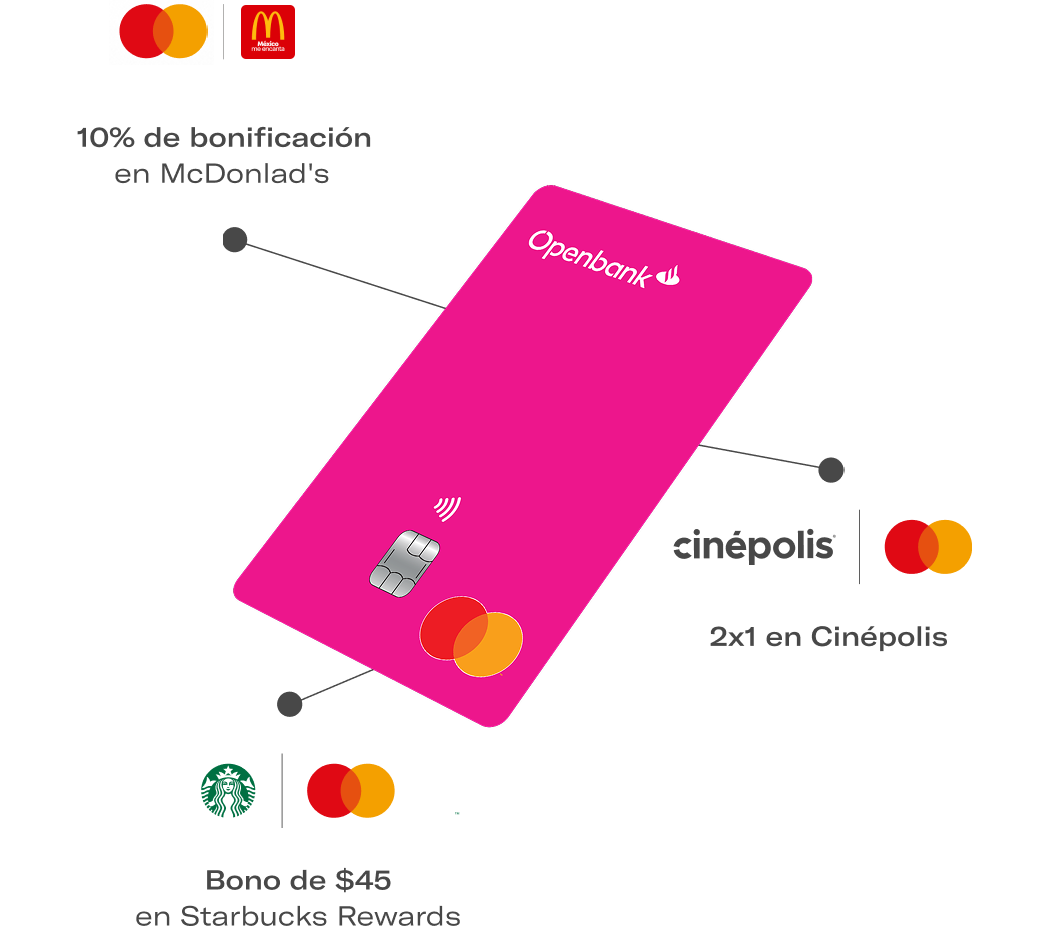 México
me encanta
10% de bonificación
en McDonlad's
Openbank
cinépolis
2x1 en Cinépolis
Bono de $45
en Starbucks Rewards